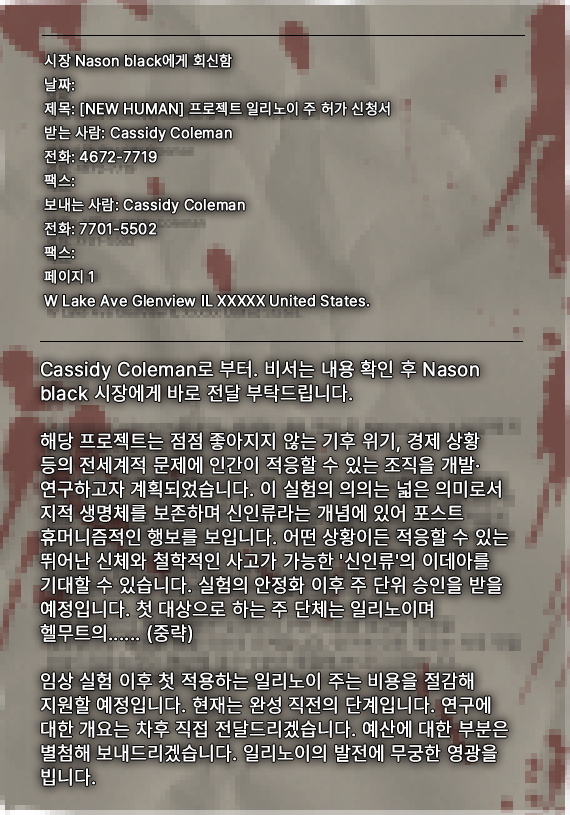 시장 Nason black에게 회신함
날짜:
제목: [NEW HUMAN] 프로젝트 일리노이 주 허가 신청서
받는 사람: Cassidy Coleman
전화: 4672-7719
팩스:
보내는 사람: Cassidy Coleman
전화: 7701-5502
팩스:
페이지 1
W Lake Ave Glenview IL XXXXX United States.
Cassidy Coleman로 부터. 비서는 내용 확인 후 Nason
black 시장에게 바로 전달 부탁드립니다.
해당 프로젝트는 점점 좋아지지 않는 기후 위기, 경제 상황
등의 전세계적 문제에 인간이 적응할 수 있는 조직을 개발·
연구하고자 계획되었습니다. 이 실험의 의의는 넓은 의미로서
지적 생명체를 보존하며 신인류라는 개념에 있어 포스트
휴머니즘적인 행보를 보입니다. 어떤 상황이든 적응할 수 있는
뛰어난 신체와 철학적인 사고가 가능한 '신인류'의 이데아를
기대할 수 있습니다. 실험의 안정화 이후 주 단위 승인을 받을
예정입니다. 첫 대상으로 하는 주 단체는 일리노이며
헬무트의...... (중략)
임상 실험 이후 첫 적용하는 일리노이 주는 비용을 절감해
지원할 예정입니다. 현재는 완성 직전의 단계입니다. 연구에
대한 개요는 차후 직접 전달드리겠습니다. 예산에 대한 부분은
별첨해 보내드리겠습니다. 일리노이의 발전에 무궁한 영광을
빕니다.